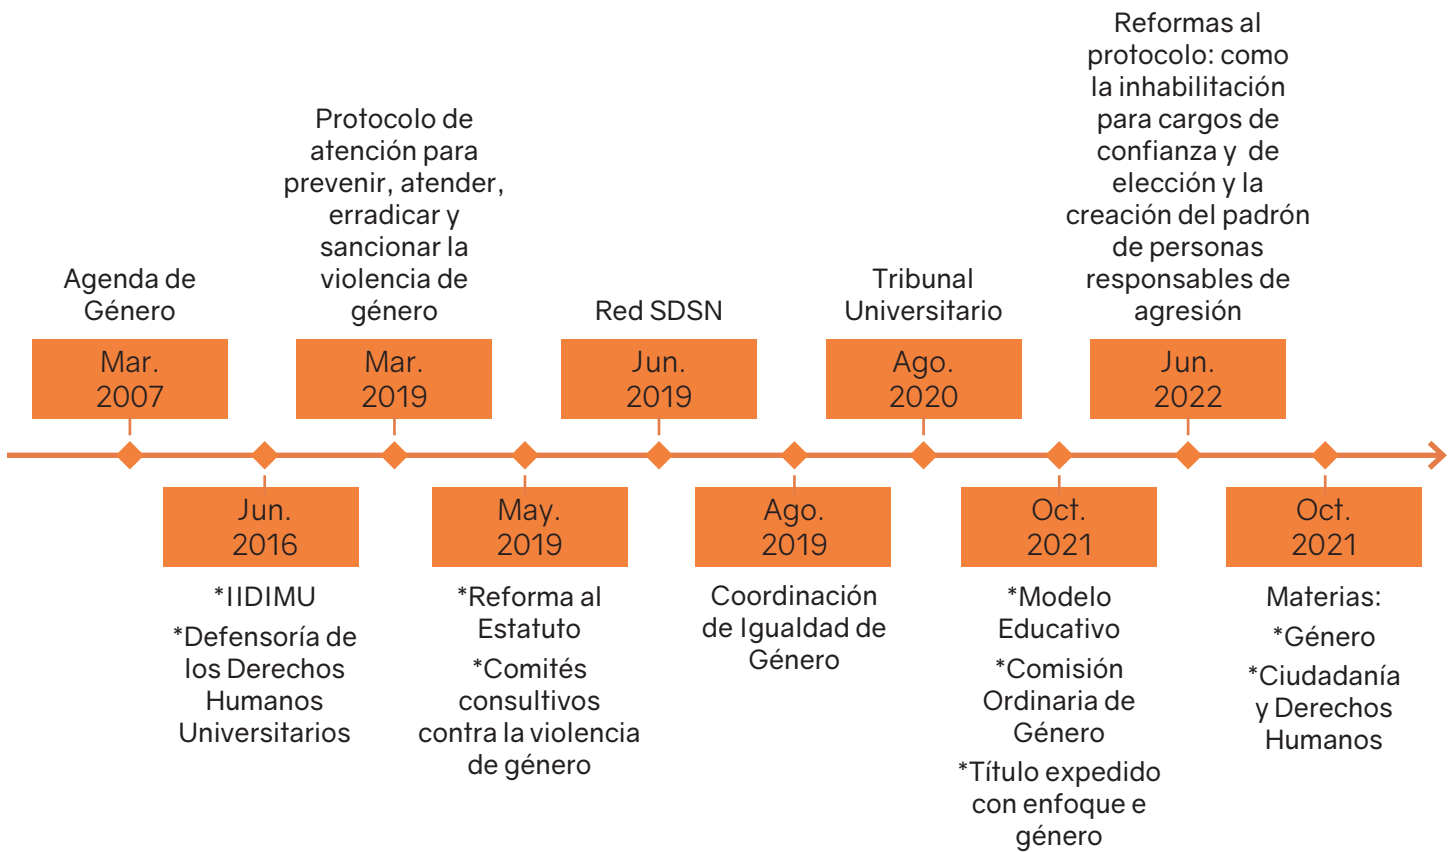 Agenda de
Género
Mar.
2007
Jun.
2016
*IIDIMU
*Defensoría de
los Derechos
Humanos
Universitarios
Protocolo de
atención para
prevenir, atender,
erradicar y
sancionar la
violencia de
género
Mar.
2019
May.
2019
*Reforma al
Estatuto
*Comités
consultivos
contra la violencia
de género
Red SDSN
Jun.
2019
Ago.
2019
Coordinación
de Igualdad de
Género
Tribunal
Universitario
Ago.
2020
Oct.
2021
*Modelo
Educativo
*Comisión
Ordinaria de
Género
*Título expedido
con enfoque e
género
Reformas al
protocolo: como
la inhabilitación
para cargos de
confianza y  de
elección y la
creación del padrón
de personas
responsables de
agresión
Jun.
2022
Oct.
2021
Materias:
*Género
*Ciudadanía
y Derechos
Humanos